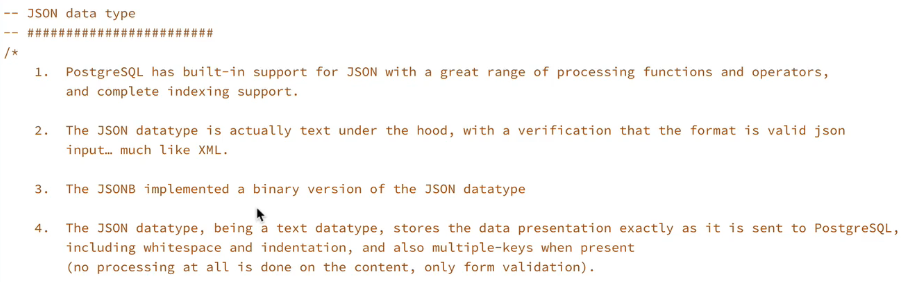 -- JSON data type
-- ########################
/*
1. PostgreSQL has built-in support for JSON with a great range of processing functions and operators,
and complete indexing support.
2. The JSON datatype is actually text under the hood, with a verification that the format is valid json
input… much like XML.
3. The JSONB implemented a binary version of the JSON datatype
4. The JSON datatype, being a text datatype, stores the data presentation exactly as it is sent to PostgreSQL,
including whitespace and indentation, and also multiple-keys when present
(no processing at all is done on the content, only form validation).